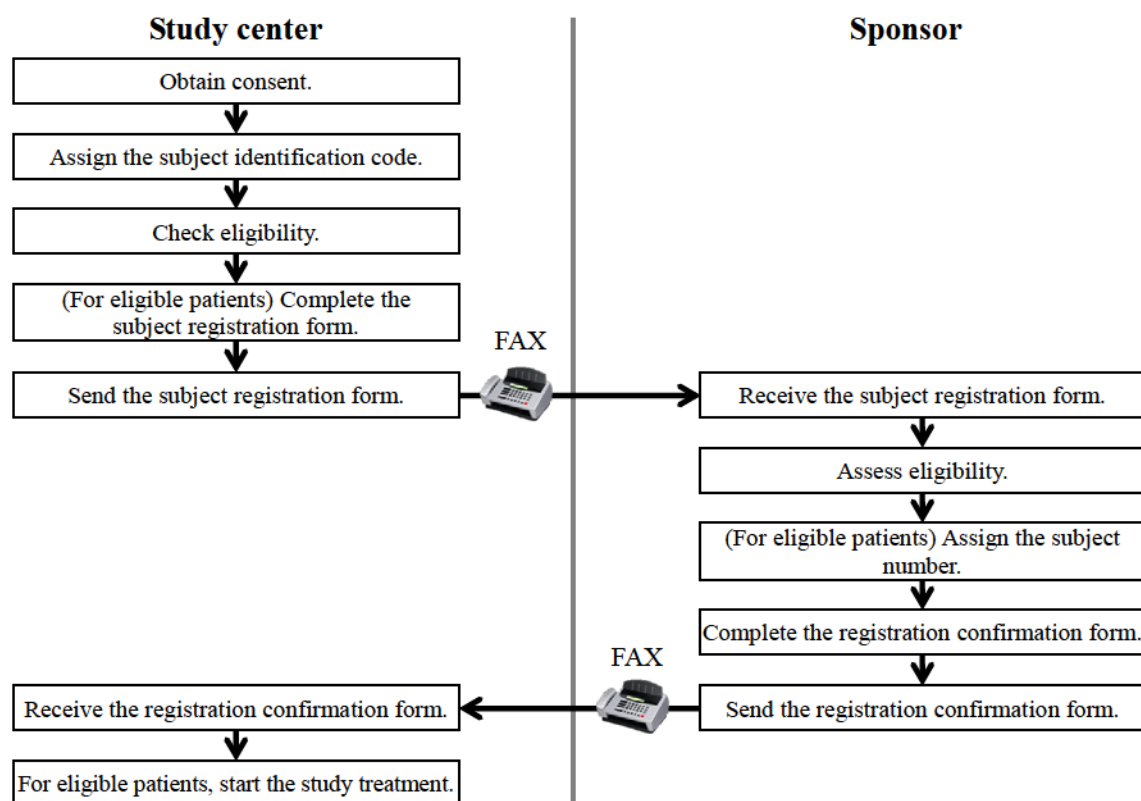 Study center
Sponsor
Obtain consent.
Assign the subject identification code.
Check eligibility.
(For eligible patients) Complete the
subject registration form.
FAX
Send the subject registration form.
Receive the subject registration form.
Assess eligibility.
(For eligible patients) Assign the subject
number.
Complete the registration confirmation form.
FAX
Send the registration confirmation form.
Receive the registration confirmation form.
For eligible patients, start the study treatment.